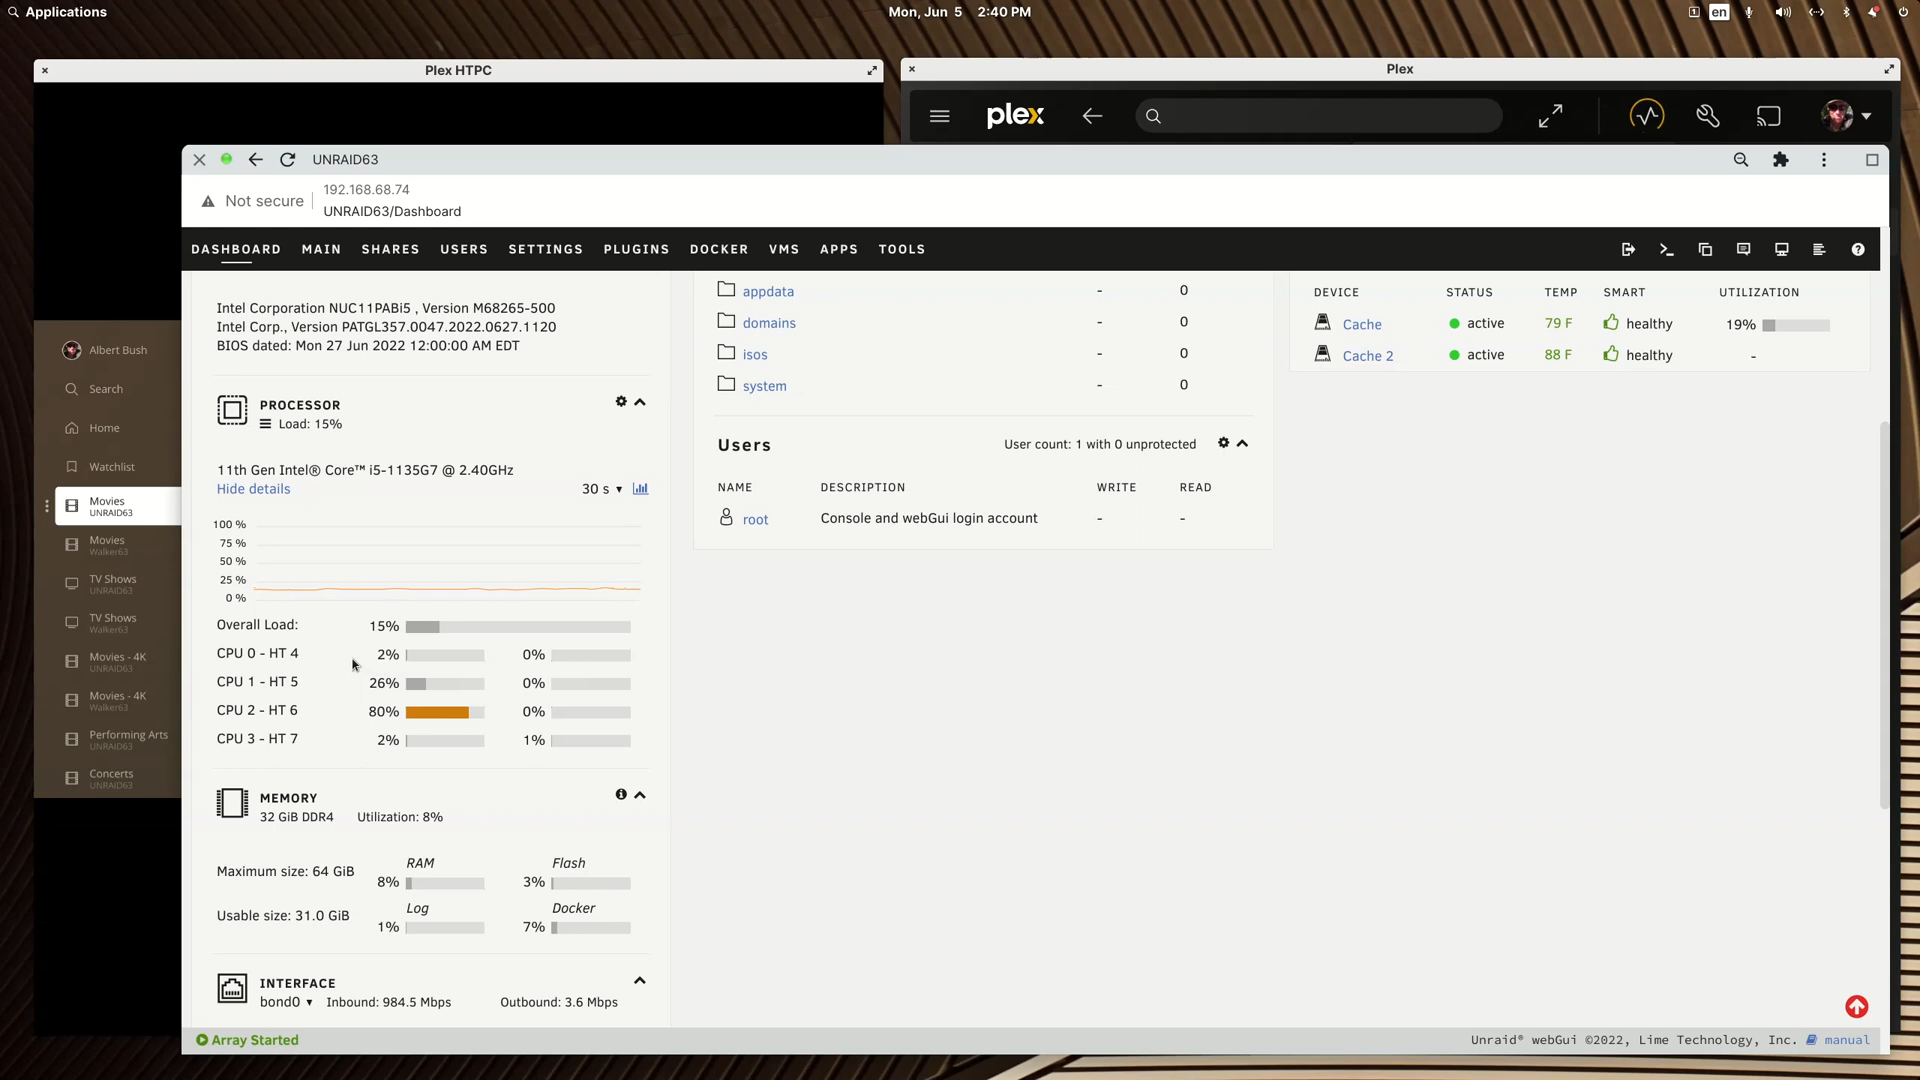 Applications
Mon, Jun 5 2:40 PM
1
en
Plex HTPC
Plex
plex
UNRAID63
Not secure
192.168.68.74
UNRAID63/Dashboard
DASHBOARD MAIN SHARES USERS SETTINGS PLUGINS DOCKER VMS APPS TOOLS
Albert Bush
Search
Home
Watchlist
Movies
UNRAID63
Movies
Walker63
TV Shows
UNRAID63
TV Shows
Walker63
Movies - 4K
UNRAID63
Movies - 4K
Walker63
Performing Arts
UNRAID63
Concerts
UNRAID63
Intel Corporation NUC11PABi5 , Version M68265-500
Intel Corp., Version PATGL357.0047.2022.0627.1120
BIOS dated: Mon 27 Jun 2022 12:00:00 AM EDT
PROCESSOR
Load: 15%
11th Gen Intel® Core™ i5-1135G7 @ 2.40GHz
Hide details
30 s
100 %
75 %
50 %
25 %
0 %
Overall Load: 15%
CPU 0 - HT 4 2% 0%
CPU 1 - HT 5 26% 0%
CPU 2 - HT 6 80% 0%
CPU 3 - HT 7 2% 1%
MEMORY
32 GiB DDR4 Utilization: 8%
RAM Flash
Maximum size: 64 GiB 8% 3%
Log Docker
Usable size: 31.0 GiB 1% 7%
INTERFACE
bond0 Inbound: 984.5 Mbps Outbound: 3.6 Mbps
appdata - 0
domains - 0
isos - 0
system - 0
Users
User count: 1 with 0 unprotected
NAME DESCRIPTION WRITE READ
root Console and webGui login account - -
DEVICE STATUS TEMP SMART UTILIZATION
Cache active 79 F healthy 19%
Cache 2 active 88 F healthy -
Array Started
Unraid® webGui ©2022, Lime Technology, Inc. manual